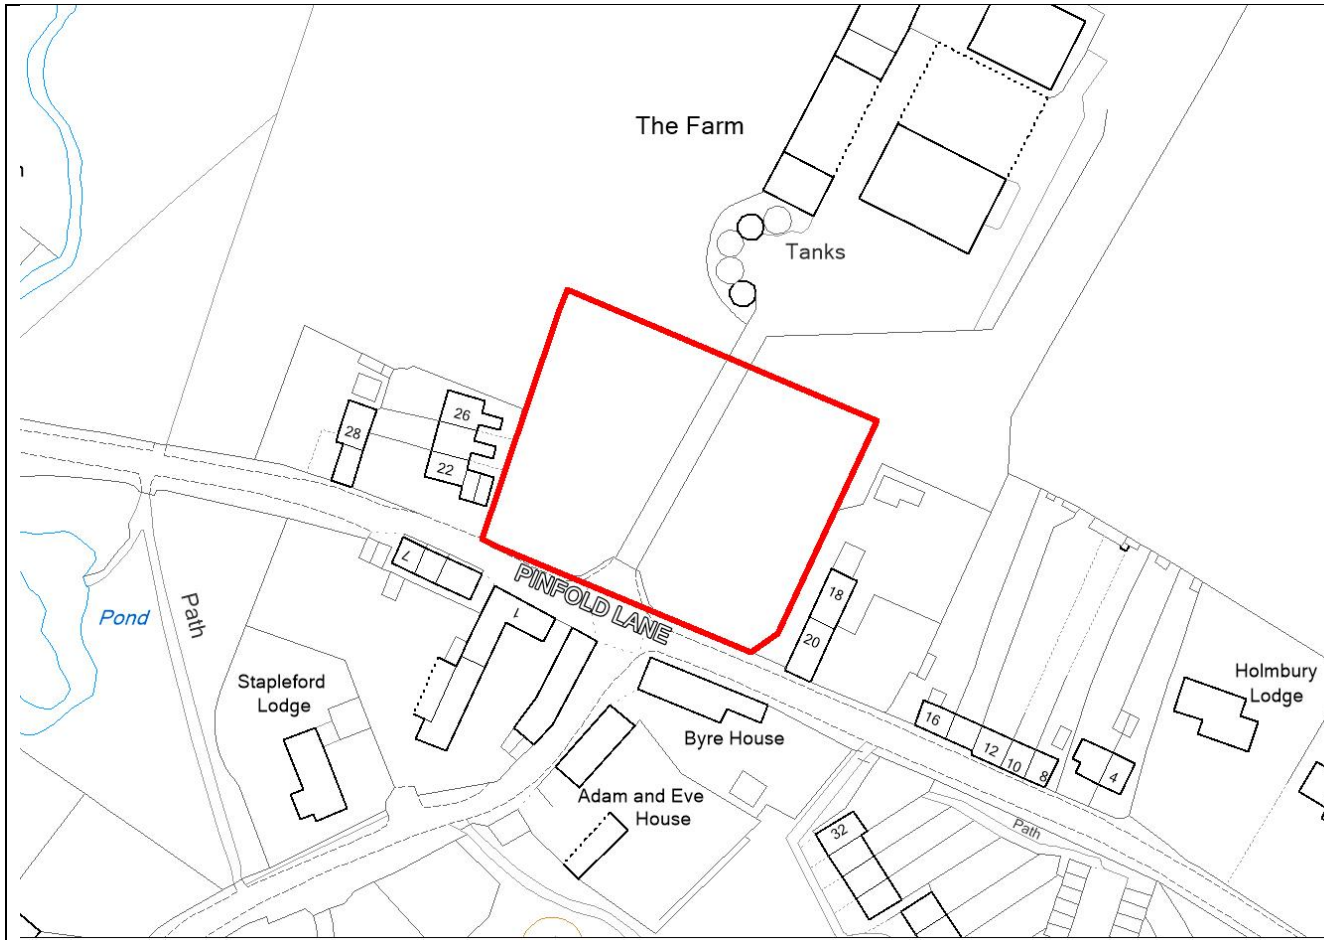 The Farm
Tanks
26
28
22
7
PINFOLD LANE
1
18
20
Pond
Path
Stapleford
Lodge
Holmbury
Lodge
16
12
10
8
4
Byre House
Adam and Eve
House
32
Path